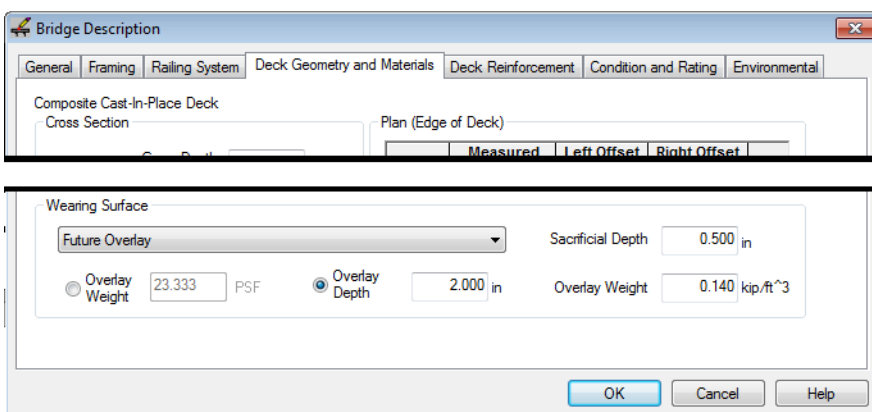 Bridge Description
General Framing Railing System Deck Geometry and Materials Deck Reinforcement Condition and Rating Environmental
Composite Cast-In-Place Deck
Cross Section Plan (Edge of Deck)
Measured Left Offset Right Offset
Wearing Surface
Future Overlay Sacrificial Depth 0.500 in
Overlay Weight 23.333 PSF Overlay Depth 2.000 in Overlay Weight 0.140 kip/ft^3
OK Cancel Help